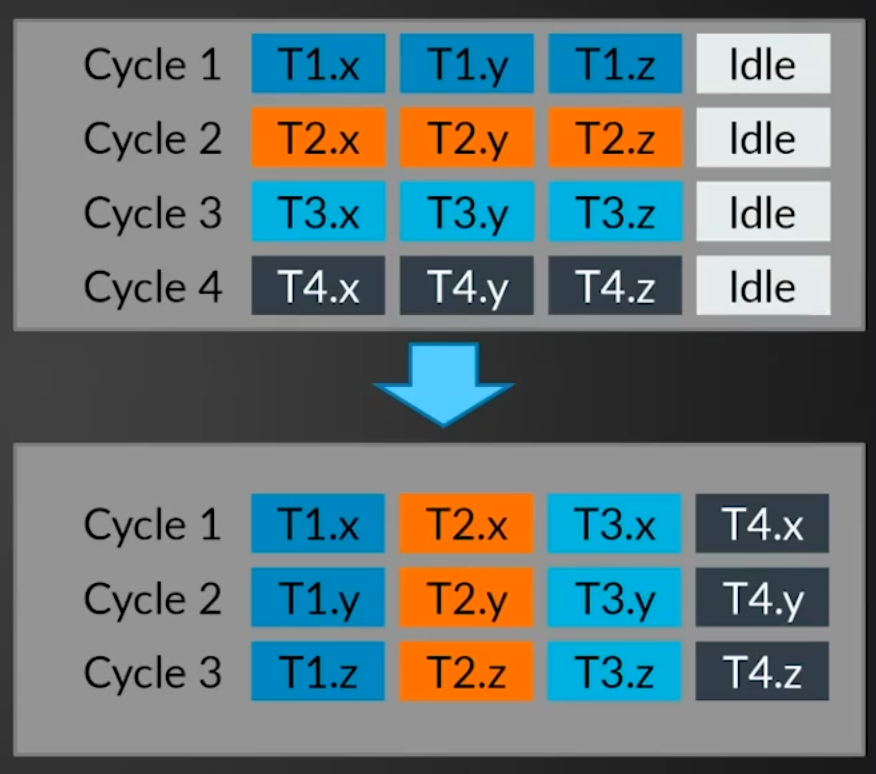 Cycle 1 T1.x T1.y T1.z Idle
Cycle 2 T2.x T2.y T2.z Idle
Cycle 3 T3.x T3.y T3.z Idle
Cycle 4 T4.x T4.y T4.z Idle
Cycle 1 T1.x T2.x T3.x T4.x
Cycle 2 T1.y T2.y T3.y T4.y
Cycle 3 T1.z T2.z T3.z T4.z